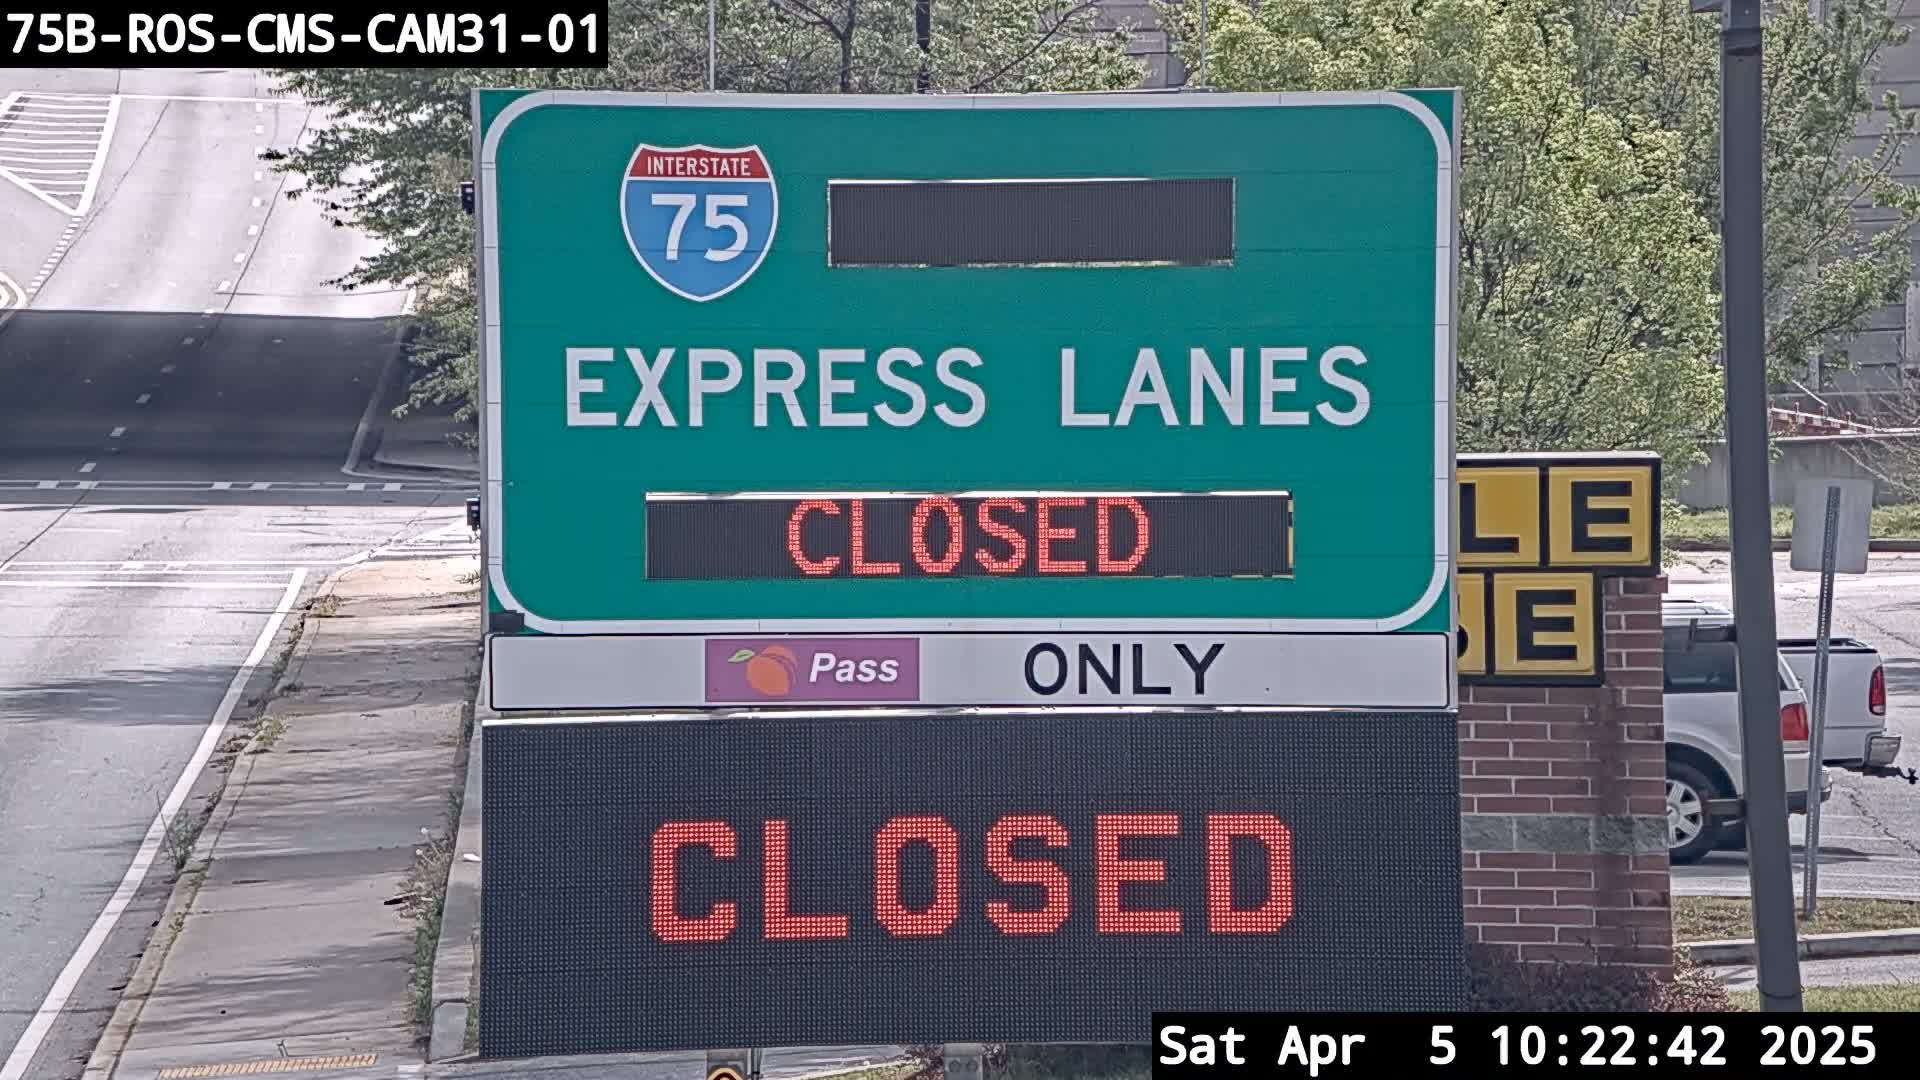 75B-ROS-CMS-CAM31-01
INTERSTATE
75
EXPRESS LANES
CLOSED
LE
E
Pass ONLY
CLOSED
Sat Apr 5 10:22:42 2025